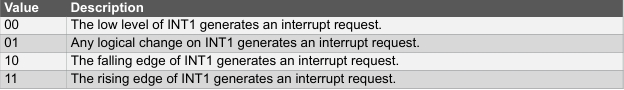 Value Description
00 The low level of INT1 generates an interrupt request.
01 Any logical change on INT1 generates an interrupt request.
10 The falling edge of INT1 generates an interrupt request.
11 The rising edge of INT1 generates an interrupt request.